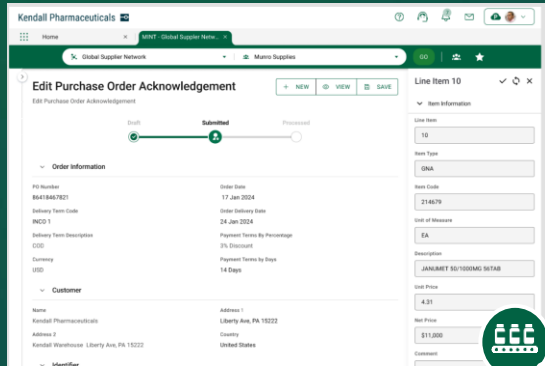 Kendall Pharmaceuticals
Home ×
MINT - Global Supplier Netw... ×
Global Supplier Network
Munro Supplies
GO
Edit Purchase Order Acknowledgement
+ NEW
VIEW
SAVE
Edit Purchase Order Acknowledgement
Draft
Submitted
Processed
Order Information
PO Number
Order Date
86418467821
17 Jan 2024
Delivery Term Code
Order Delivery Date
INCO 1
24 Jan 2024
Delivery Term Description
Payment Terms By Percentage
COD
3% Discount
Currency
Payment Terms by Days
USD
14 Days
Customer
Name
Address 1
Kendall Pharmaceuticals
Liberty Ave, PA 15222
Address 2
Country
Kendall Warehouse Liberty Ave, PA 15222
United States
Identifier
Line Item 10
Item Information
Line Item
10
Item Type
GNA
Item Code
214679
Unit of Measure
EA
Description
JANUMET 50/1000MG 56TAB
Unit Price
4.31
Net Price
$11,000
Comment